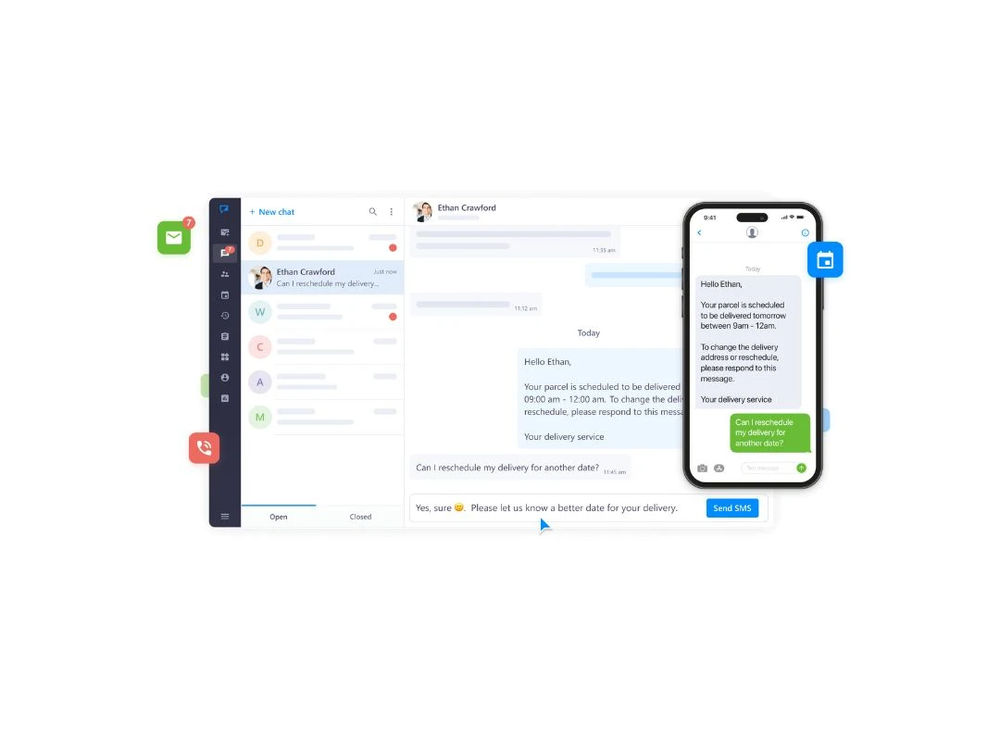 7
7
+ New chat
D
Ethan Crawford
Just now
Can I reschedule my delivery...
W
C
A
M
Open
Closed
Ethan Crawford
11:35 am
11:12 am
Today
Hello Ethan,
Your parcel is scheduled to be delivered
09:00 am - 12:00 am. To change the deliv
reschedule, please respond to this messa
Your delivery service
Can I reschedule my delivery for another date?
11:45 am
Yes, sure 😊. Please let us know a better date for your delivery.
Send SMS
9:41
Today
Hello Ethan,
Your parcel is scheduled
to be delivered tomorrow
between 9am - 12am.
To change the delivery
address or reschedule,
please respond to this
message.
Your delivery service
Can I reschedule
my delivery for
another date?
Text message